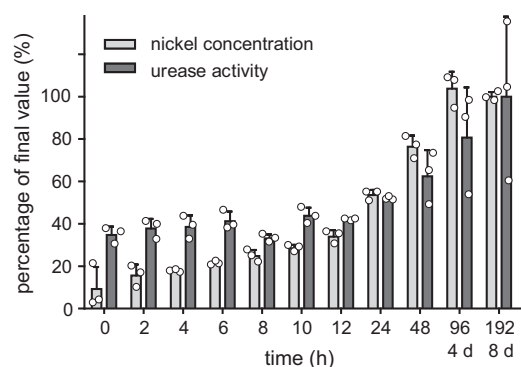 percentage of final value (%)
100
80
60
40
20
0
nickel concentration
urease activity
0 2 4 6 8 10 12 24 48 96 192
4 d 8 d
time (h)